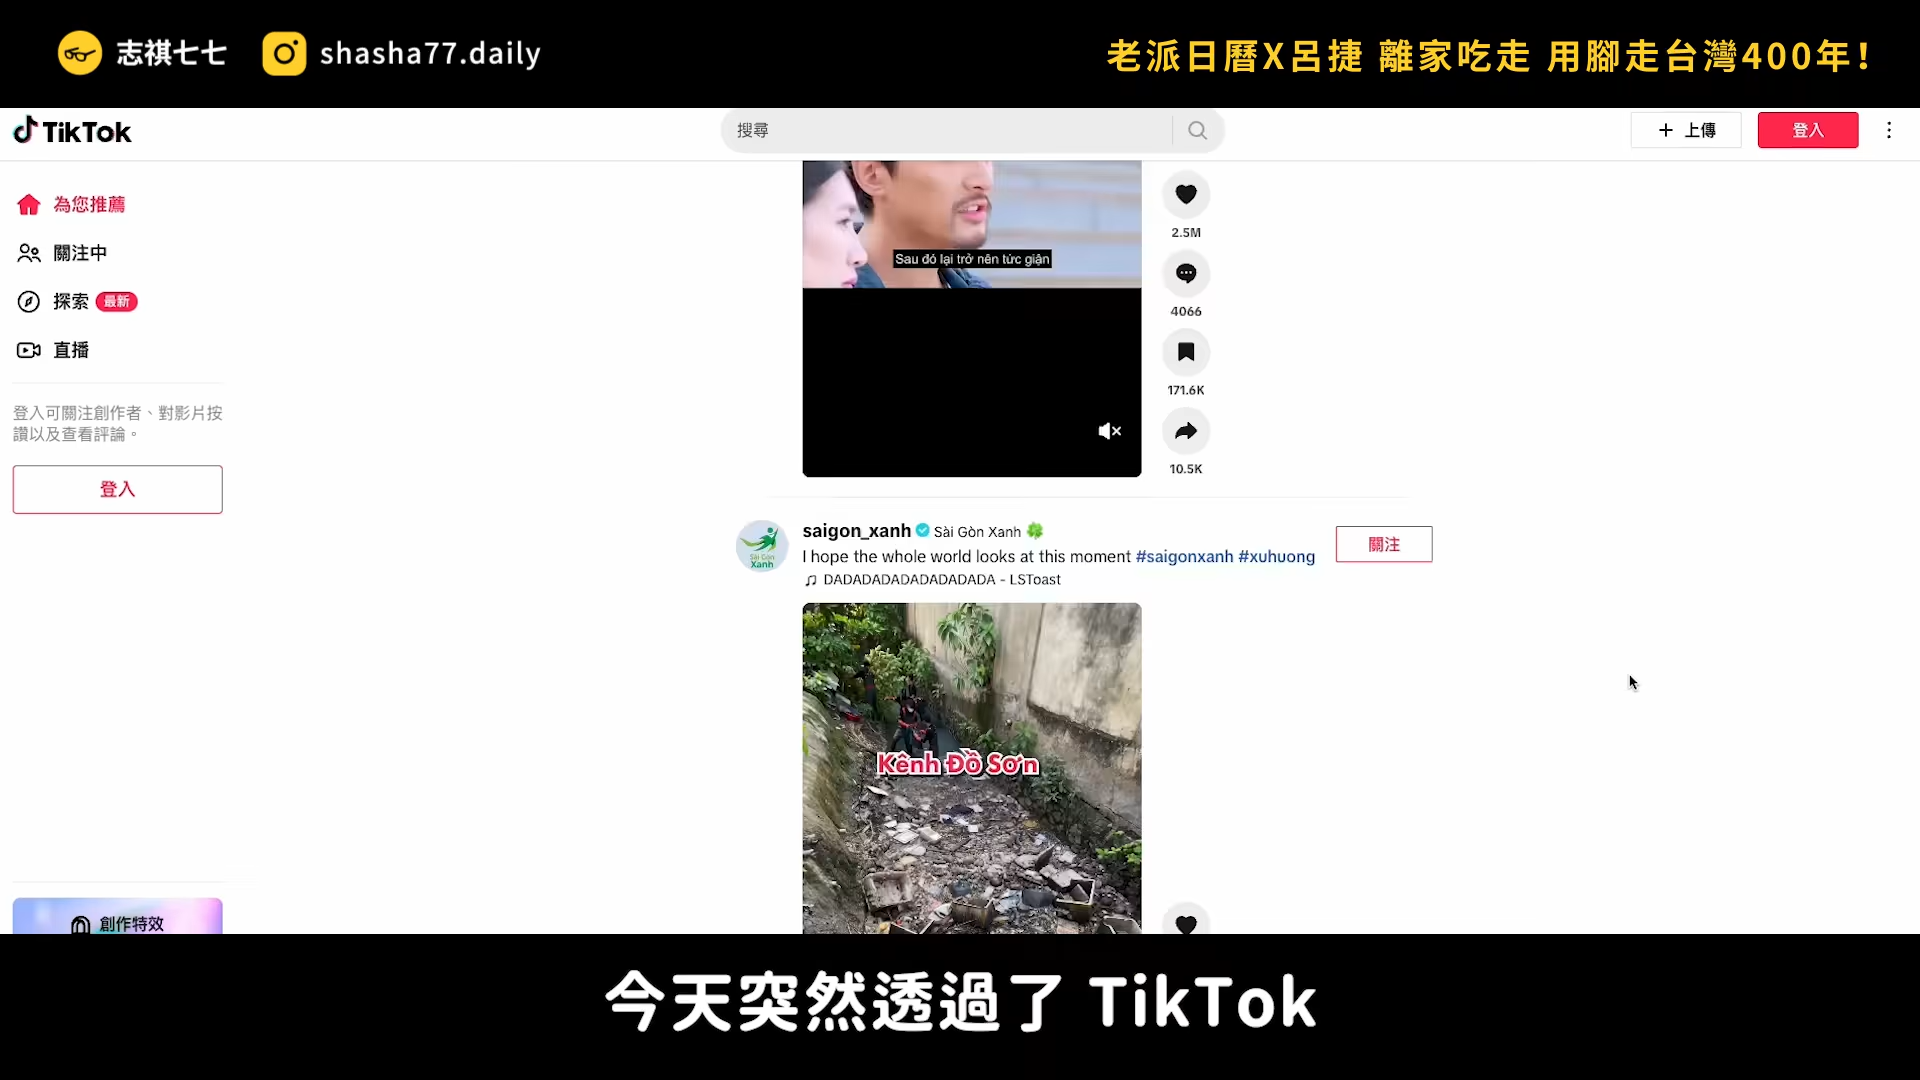 志祺七七
shasha77.daily
老派日曆X呂捷 離家吃走 用腳走台灣400年!
TikTok
搜尋
上傳
登入
為您推薦
關注中
探索 最新
直播
登入可關注創作者、對影片按
讚以及查看評論。
登入
創作特效
Sau đó lại trở nên tức giận
2.5M
4066
171.6K
10.5K
Sài Gòn
Xanh
saigon_xanh Sài Gòn Xanh
關注
I hope the whole world looks at this moment #saigonxanh #xuhuong
DADADADADADADADADA - LSToast
Kênh Đồ Sơn
今天突然透過了 TikTok